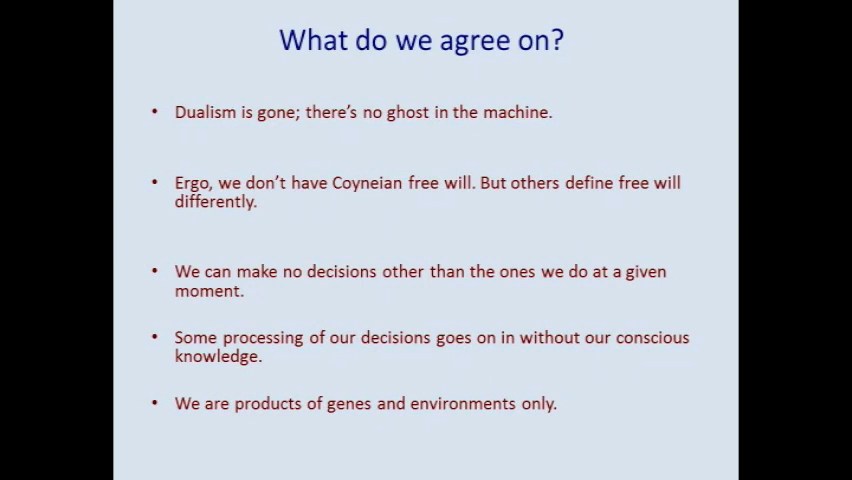 What do we agree on?
• Dualism is gone; there's no ghost in the machine.
• Ergo, we don't have Coyneian free will. But others define free will
differently.
• We can make no decisions other than the ones we do at a given
moment.
• Some processing of our decisions goes on in without our conscious
knowledge.
• We are products of genes and environments only.